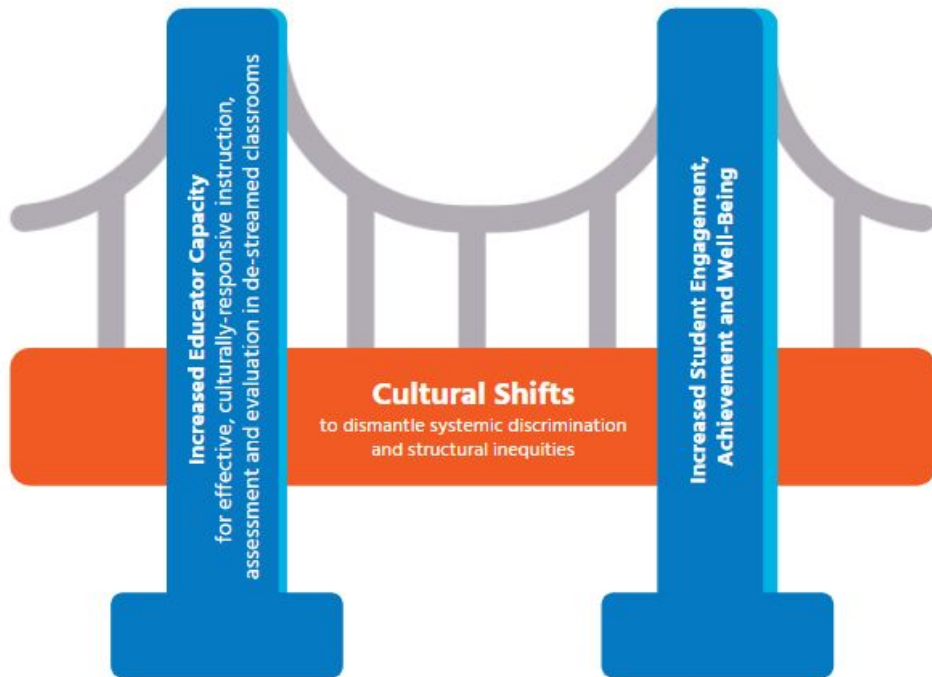 Increased Educator Capacity
for effective, culturally-responsive instruction,
assessment and evaluation in de-streamed classrooms
Cultural Shifts
to dismantle systemic discrimination
and structural inequities
Increased Student Engagement,
Achievement and Well-Being